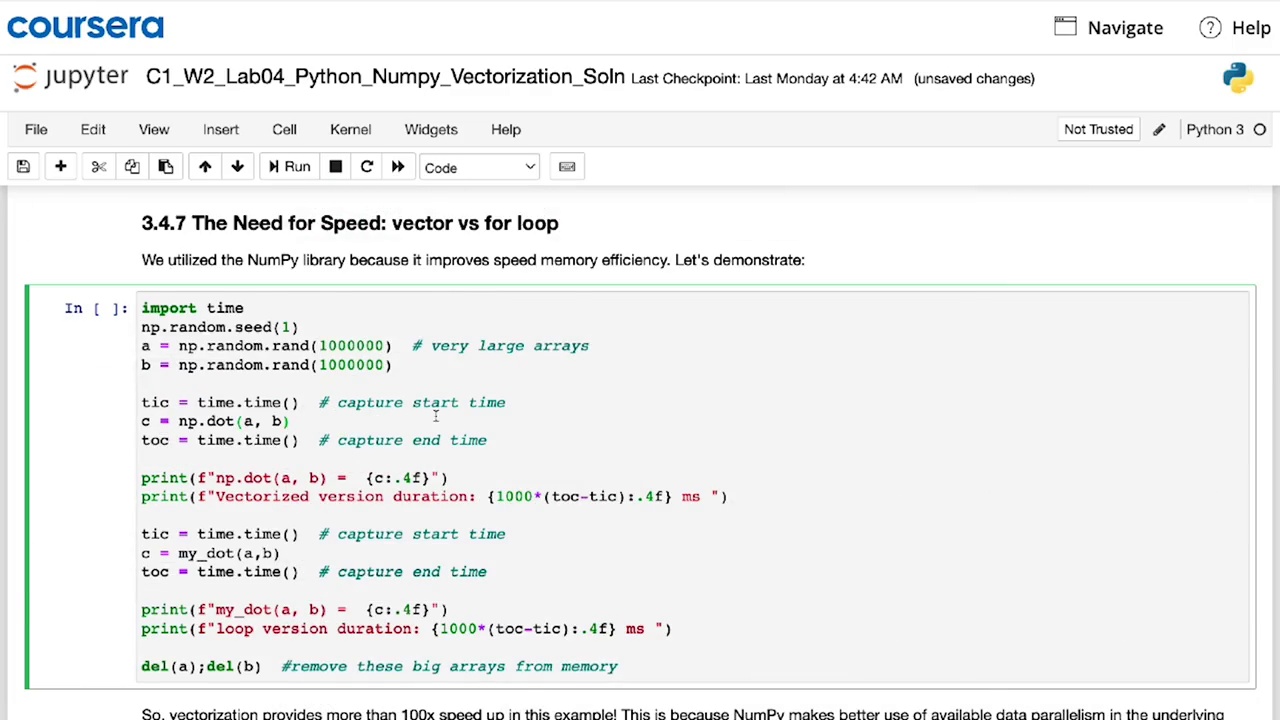 coursera
Navigate
Help
jupyter C1_W2_Lab04_Python_Numpy_Vectorization_Soln Last Checkpoint: Last Monday at 4:42 AM (unsaved changes)
File Edit View Insert Cell Kernel Widgets Help Not Trusted Python 3
Run Code
3.4.7 The Need for Speed: vector vs for loop
We utilized the NumPy library because it improves speed memory efficiency. Let's demonstrate:
In [ ]: import time
np.random.seed(1)
a = np.random.rand(1000000)  # very large arrays
b = np.random.rand(1000000)
tic = time.time()  # capture start time
c = np.dot(a, b)
toc = time.time()  # capture end time
print(f"np.dot(a, b) =  {c:.4f}")
print(f"Vectorized version duration: {1000*(toc-tic):.4f} ms ")
tic = time.time()  # capture start time
c = my_dot(a,b)
toc = time.time()  # capture end time
print(f"my_dot(a, b) =  {c:.4f}")
print(f"loop version duration: {1000*(toc-tic):.4f} ms ")
del(a);del(b)  #remove these big arrays from memory
So, vectorization provides more than 100x speed up in this example! This is because NumPy makes better use of available data parallelism in the underlying